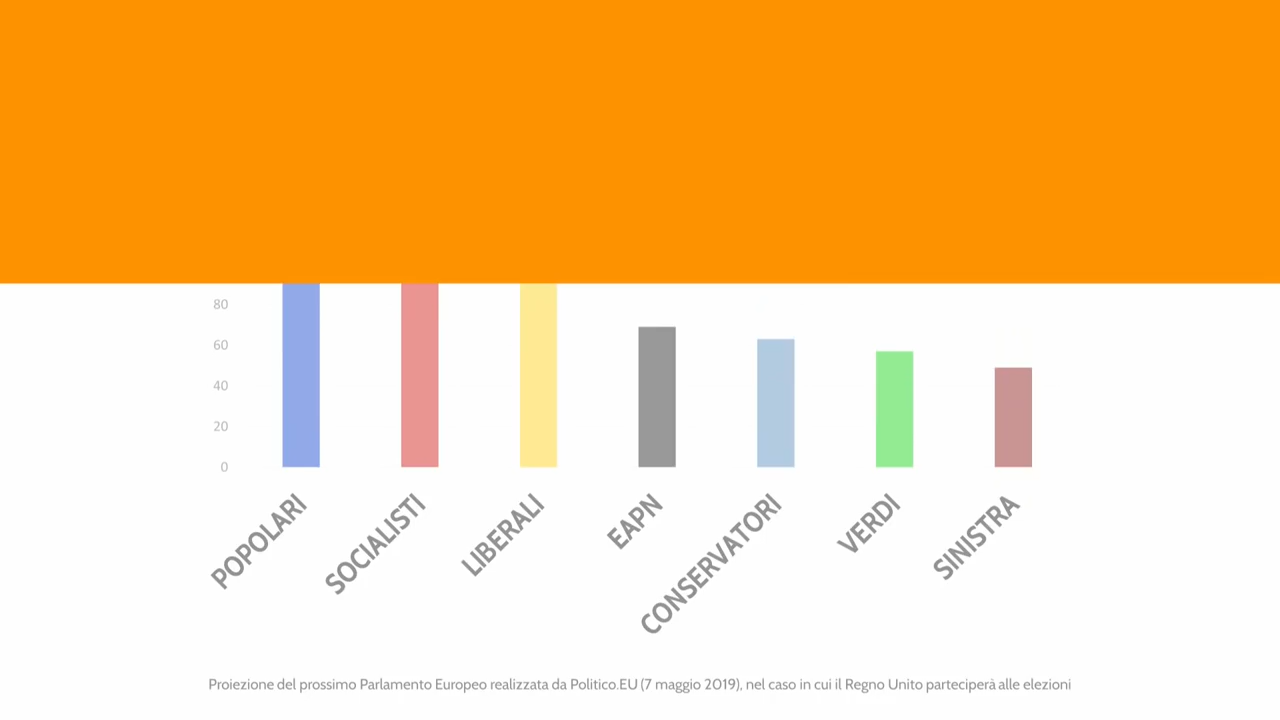 80
60
40
20
0
POPOLARI
SOCIALISTI
LIBERALI
EAPN
CONSERVATORI
VERDI
SINISTRA
Proiezione del prossimo Parlamento Europeo realizzata da Politico.EU (7 maggio 2019), nel caso in cui il Regno Unito parteciperà alle elezioni